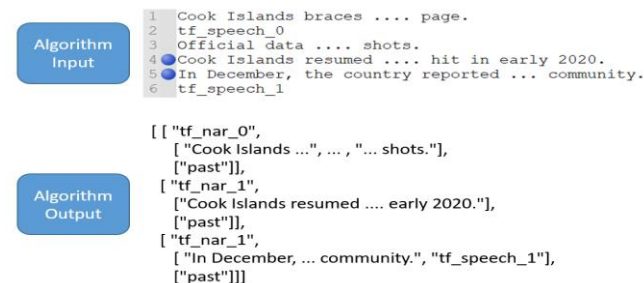 Algorithm Input
1 Cook Islands braces .... page.
2 tf_speech_0
3 Official data .... shots.
4 Cook Islands resumed .... hit in early 2020.
5 In December, the country reported ... community.
6 tf_speech_1
Algorithm Output
[ [ "tf_nar_0",
[ "Cook Islands ...", ... , "... shots."],
["past"]],
[ "tf_nar_1",
["Cook Islands resumed .... early 2020."],
["past"]],
[ "tf_nar_1",
[ "In December, ... community.", "tf_speech_1"],
["past"]]]